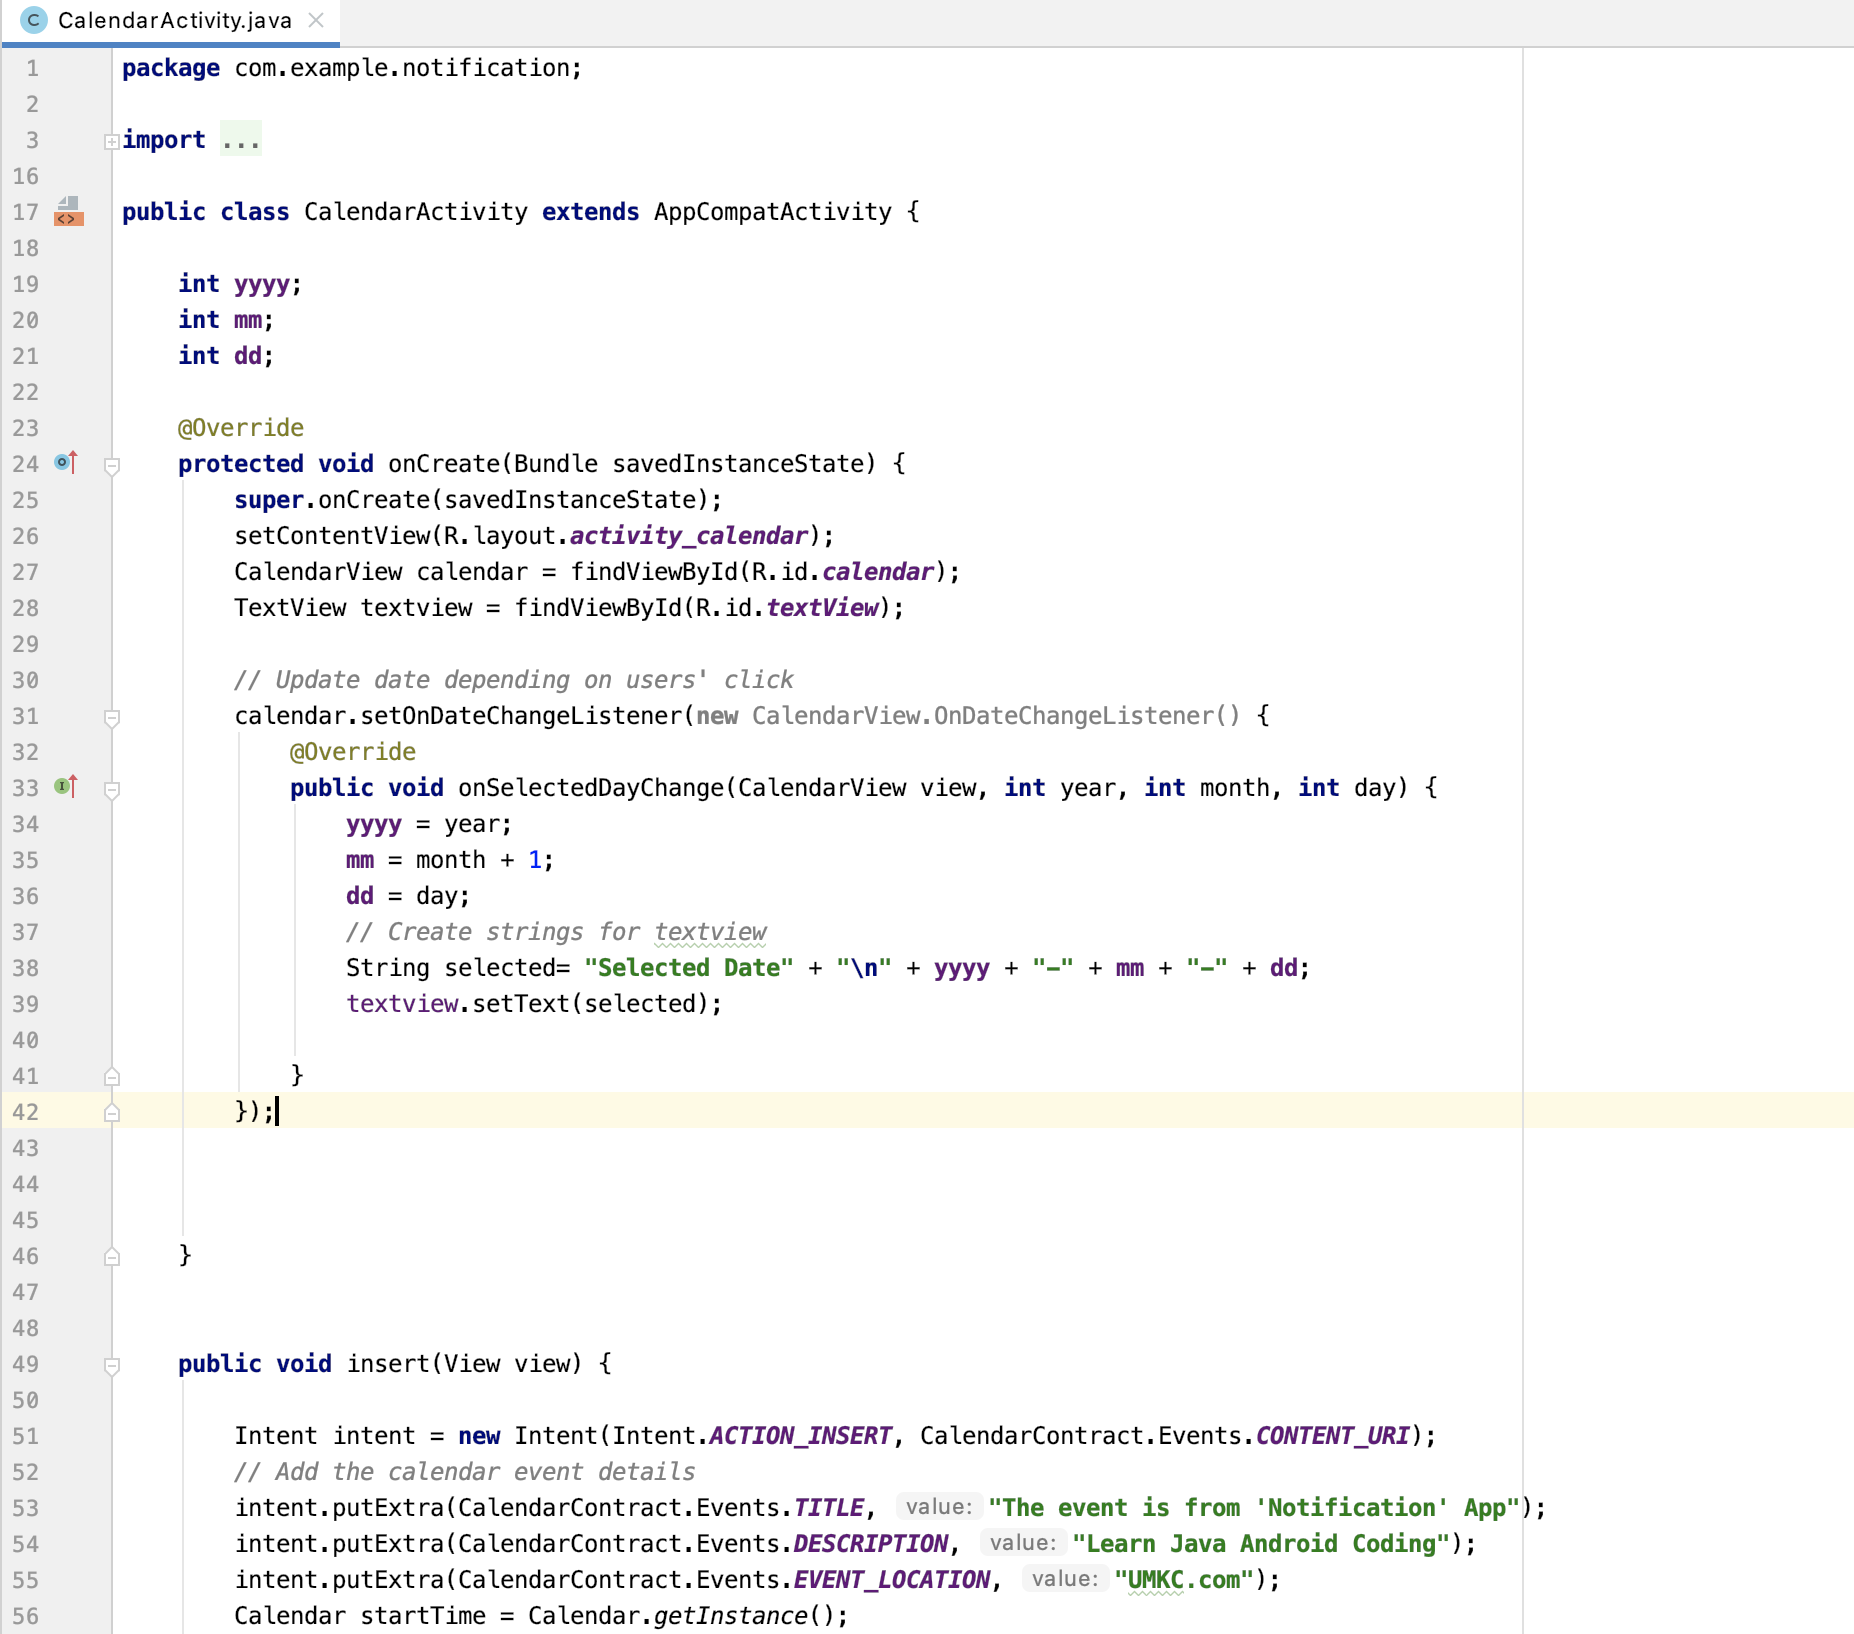 CalendarActivity.java
1 package com.example.notification;
2
3 import ...
16
17 public class CalendarActivity extends AppCompatActivity {
18
19     int yyyy;
20     int mm;
21     int dd;
22
23     @Override
24     protected void onCreate(Bundle savedInstanceState) {
25         super.onCreate(savedInstanceState);
26         setContentView(R.layout.activity_calendar);
27         CalendarView calendar = findViewById(R.id.calendar);
28         TextView textview = findViewById(R.id.textView);
29
30         // Update date depending on users' click
31         calendar.setOnDateChangeListener(new CalendarView.OnDateChangeListener() {
32             @Override
33             public void onSelectedDayChange(CalendarView view, int year, int month, int day) {
34                 yyyy = year;
35                 mm = month + 1;
36                 dd = day;
37                 // Create strings for textview
38                 String selected= "Selected Date" + "\n" + yyyy + "-" + mm + "-" + dd;
39                 textview.setText(selected);
40
41             }
42         });
43
44
45
46     }
47
48
49     public void insert(View view) {
50
51         Intent intent = new Intent(Intent.ACTION_INSERT, CalendarContract.Events.CONTENT_URI);
52         // Add the calendar event details
53         intent.putExtra(CalendarContract.Events.TITLE, value: "The event is from 'Notification' App");
54         intent.putExtra(CalendarContract.Events.DESCRIPTION, value: "Learn Java Android Coding");
55         intent.putExtra(CalendarContract.Events.EVENT_LOCATION, value: "UMKC.com");
56         Calendar startTime = Calendar.getInstance();